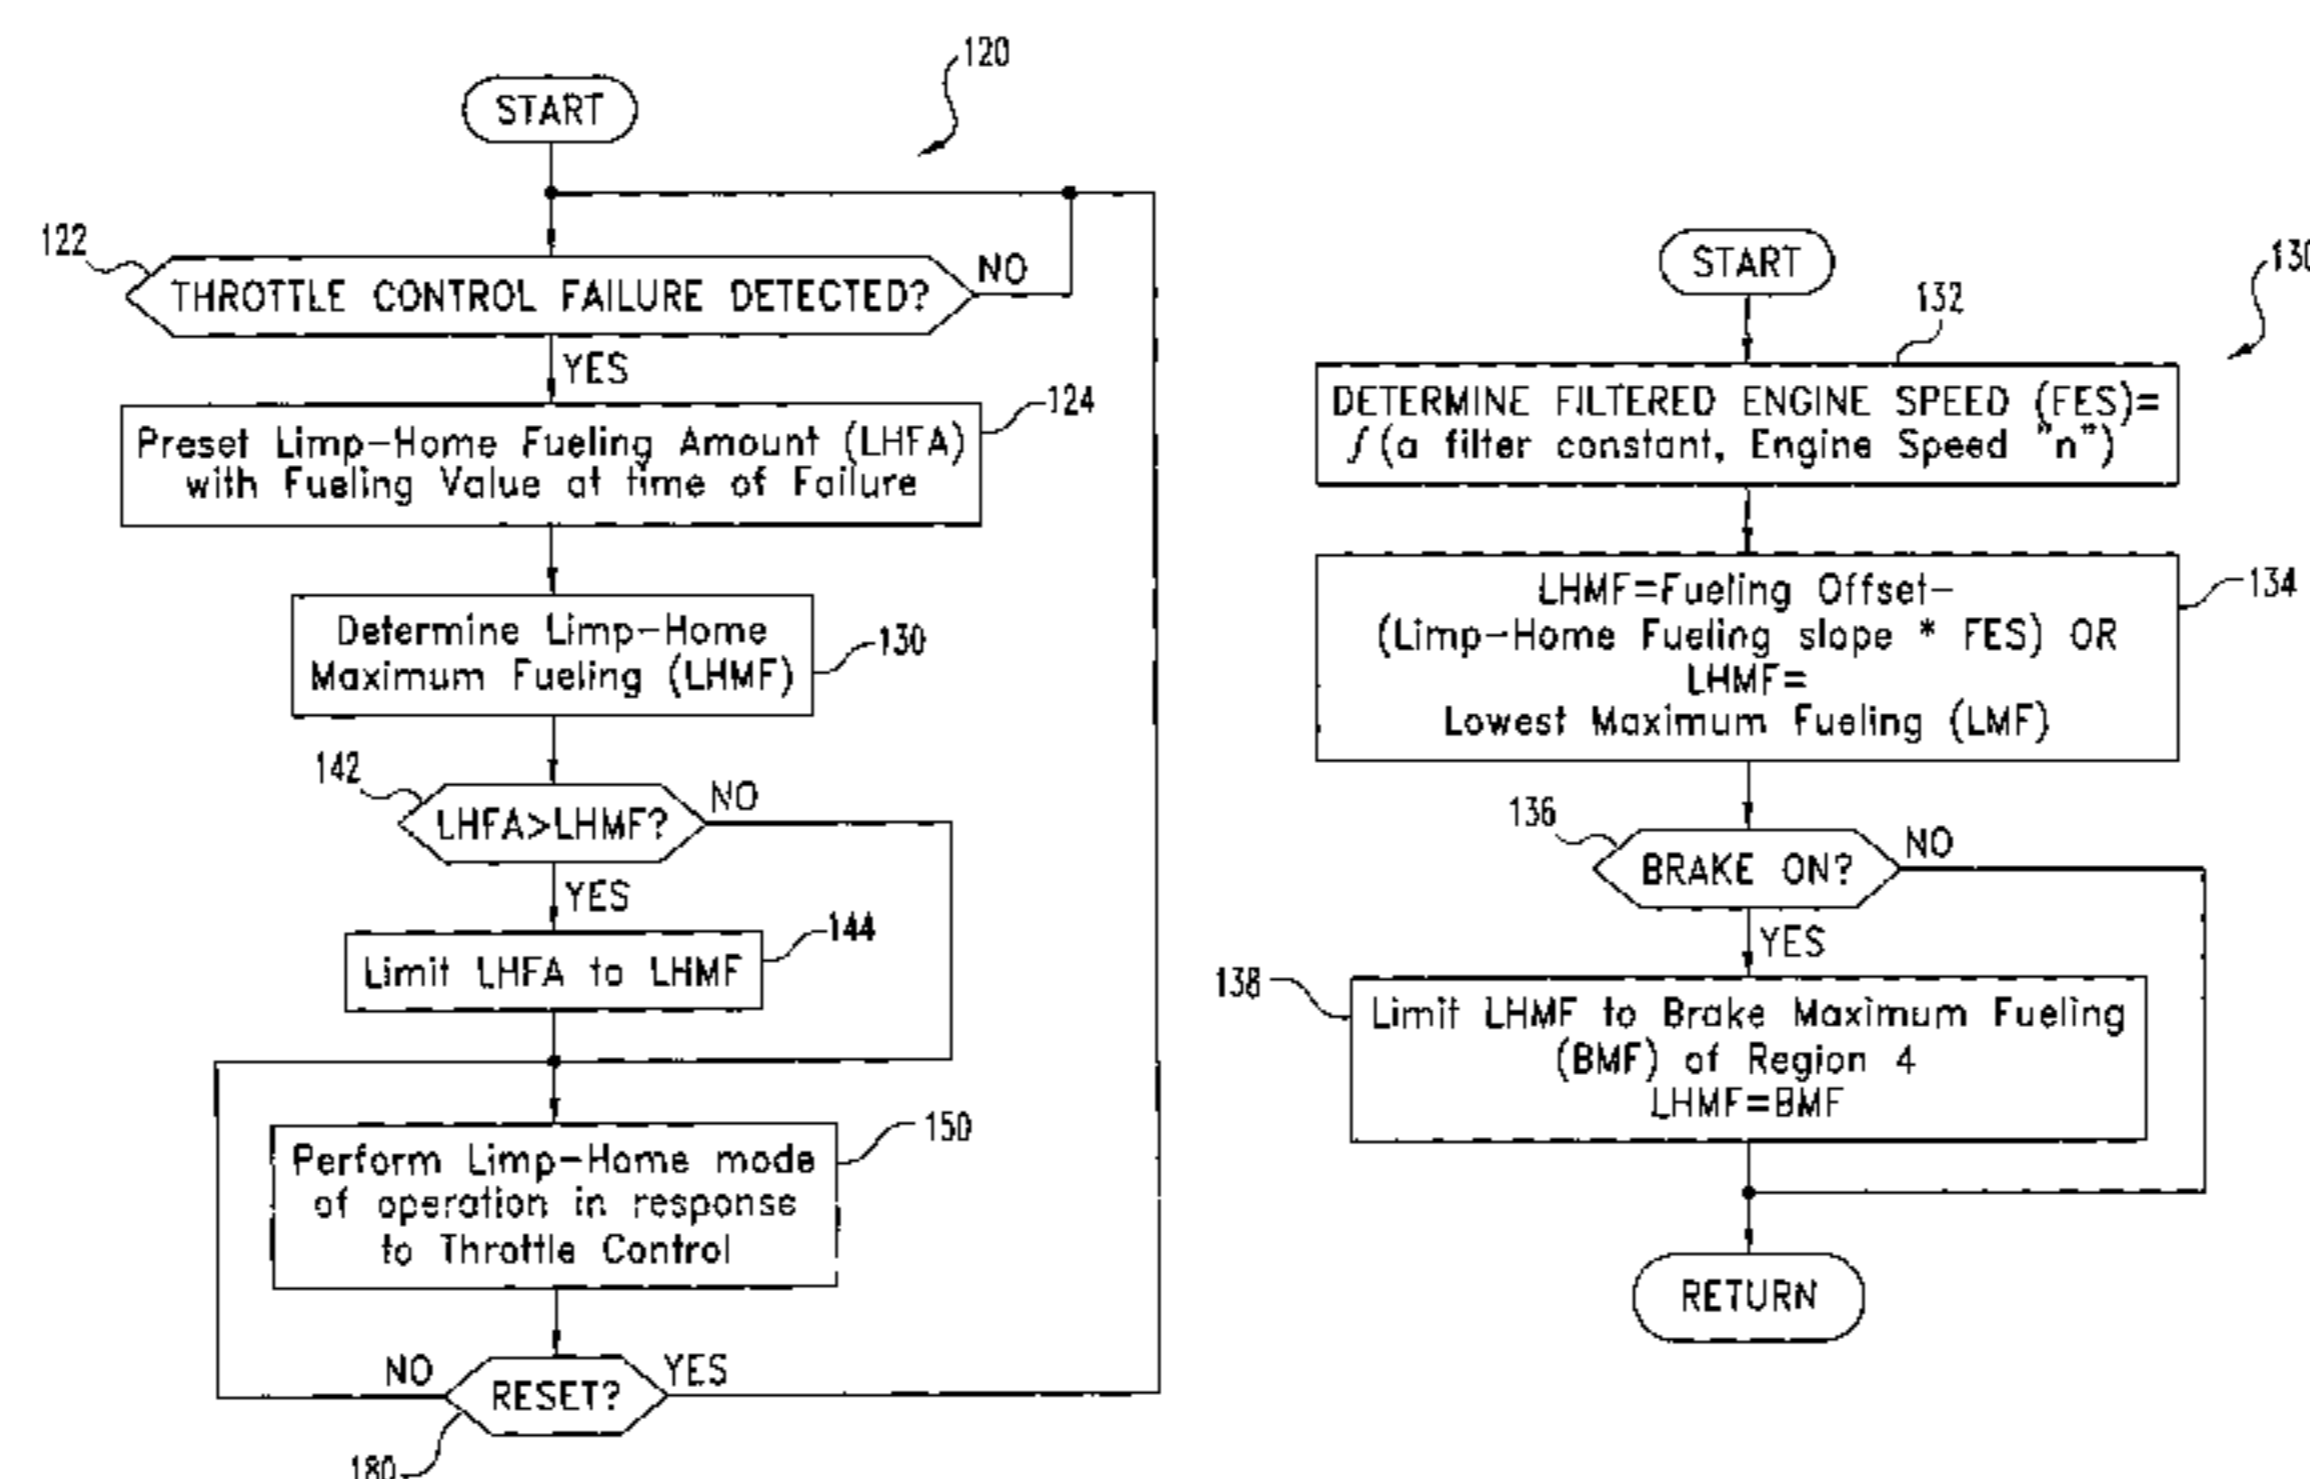 120
START
122
THROTTLE CONTROL FAILURE DETECTED?
NO
YES
124
Preset Limp-Home Fueling Amount (LHFA)
with Fueling Value at time of Failure
Determine Limp-Home
Maximum Fueling (LHMF)
130
142
LHFA>LHMF?
NO
YES
144
Limit LHFA to LHMF
150
Perform Limp-Home mode
of operation in response
to Throttle Control
NO
RESET?
YES
180
START
130
132
DETERMINE FILTERED ENGINE SPEED (FES)=
∫(a filter constant, Engine Speed "n")
LHMF=Fueling Offset-
(Limp-Home Fueling slope * FES) OR
LHMF=
Lowest Maximum Fueling (LMF)
134
136
BRAKE ON?
NO
YES
138
Limit LHMF to Brake Maximum Fueling
(BMF) of Region 4
LHMF=BMF
RETURN